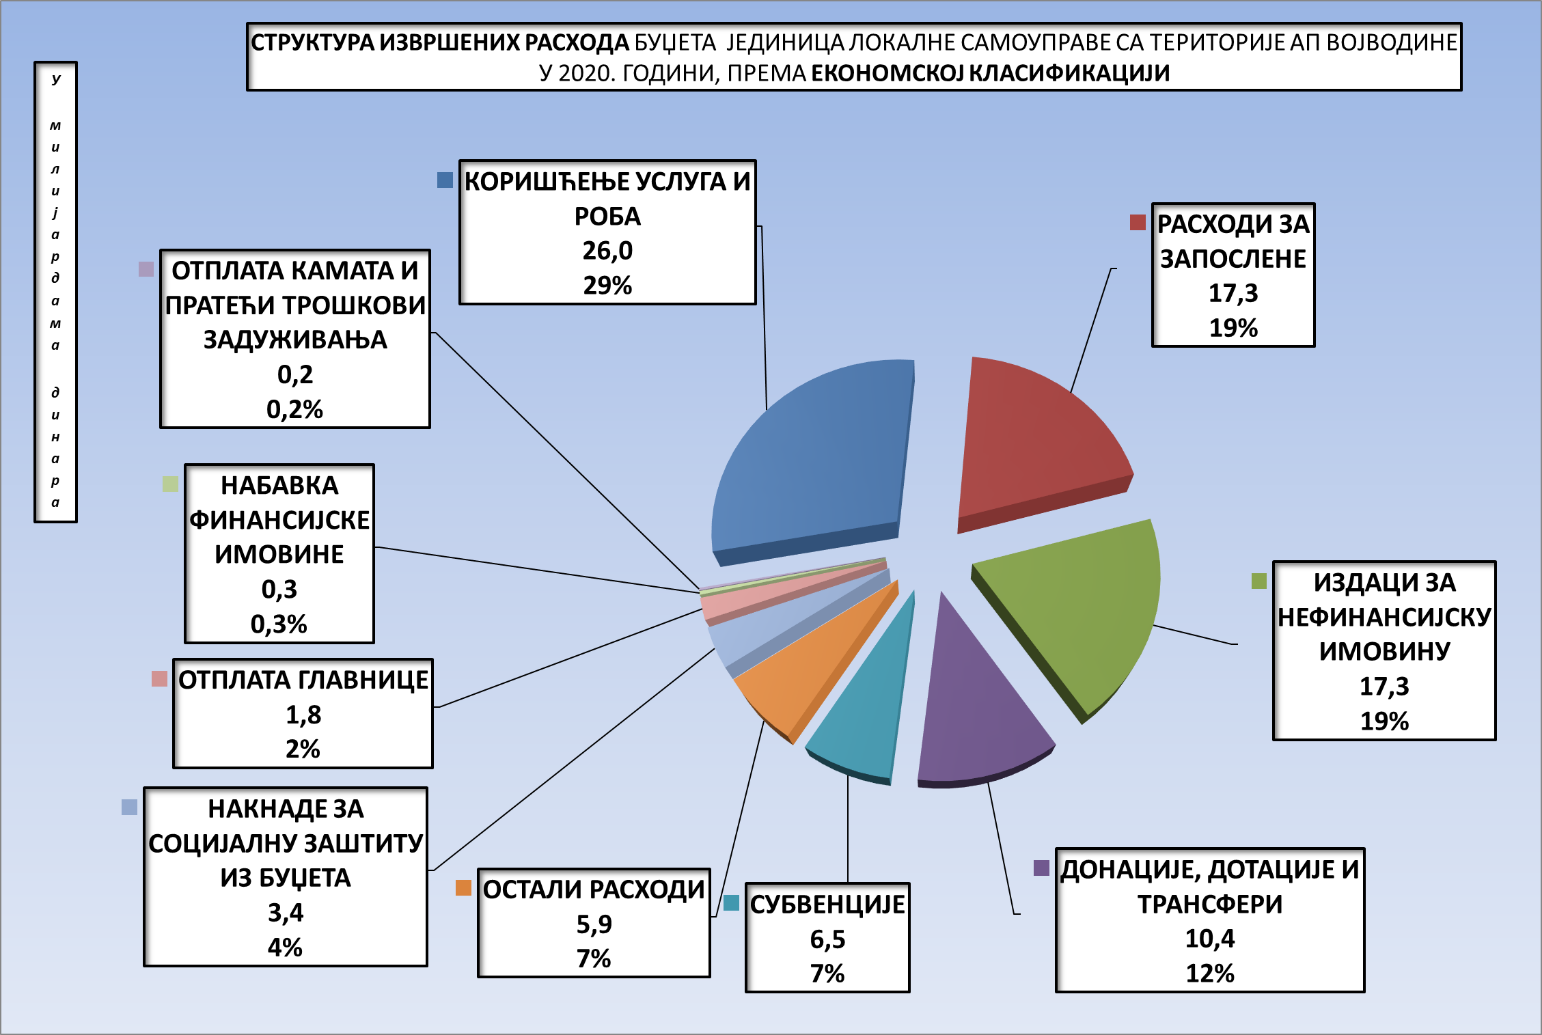 СТРУКТУРА ИЗВРШЕНИХ РАСХОДА БУЏЕТА ЈЕДИНИЦА ЛОКАЛНЕ САМОУПРАВЕ СА ТЕРИТОРИЈЕ АП ВОЈВОДИНЕ
У 2020. ГОДИНИ, ПРЕМА ЕКОНОМСКОЈ КЛАСИФИКАЦИЈИ
У милијардама динара
КОРИШЋЕЊЕ УСЛУГА И
РОБА
26,0
29%
РАСХОДИ ЗА
ЗАПОСЛЕНЕ
17,3
19%
ОТПЛАТА КАМАТА И
ПРАТЕЋИ ТРОШКОВИ
ЗАДУЖИВАЊА
0,2
0,2%
НАБАВКА
ФИНАНСИЈСКЕ
ИМОВИНЕ
0,3
0,3%
ИЗДАЦИ ЗА
НЕФИНАНСИЈСКУ
ИМОВИНУ
17,3
19%
ОТПЛАТА ГЛАВНИЦЕ
1,8
2%
НАКНАДЕ ЗА
СОЦИЈАЛНУ ЗАШТИТУ
ИЗ БУЏЕТА
3,4
4%
ОСТАЛИ РАСХОДИ
5,9
7%
СУБВЕНЦИЈЕ
6,5
7%
ДОНАЦИЈЕ, ДОТАЦИЈЕ И
ТРАНСФЕРИ
10,4
12%